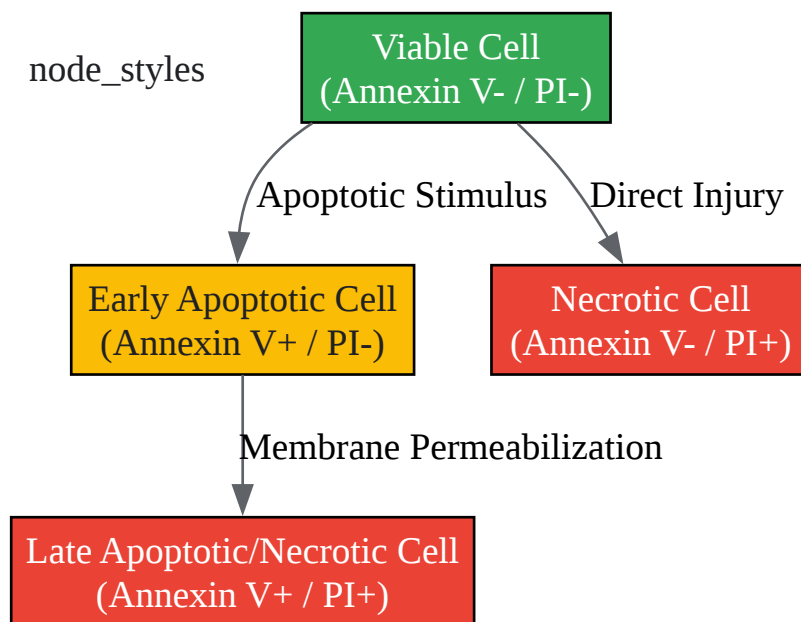 node_styles
Viable Cell
(Annexin V- / PI-)
Apoptotic Stimulus
Direct Injury
Early Apoptotic Cell
(Annexin V+ / PI-)
Necrotic Cell
(Annexin V- / PI+)
Membrane Permeabilization
Late Apoptotic/Necrotic Cell
(Annexin V+ / PI+)